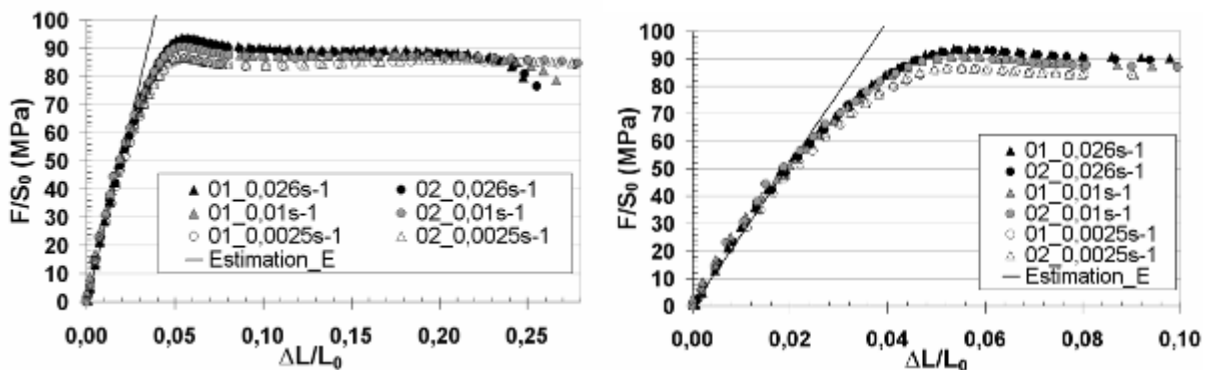 F/S₀ (MPa)
100
90
80
70
60
50
40
30
20
10
0
01_0,026s-1 02_0,026s-1
01_0,01s-1 02_0,01s-1
01_0,0025s-1 02_0,0025s-1
Estimation_E
0,00 0,05 0,10 0,15 0,20 0,25
ΔL/L₀
F/S₀ (MPa)
100
90
80
70
60
50
40
30
20
10
0
01_0,026s-1
02_0,026s-1
01_0,01s-1
02_0,01s-1
01_0,0025s-1
02_0,0025s-1
Estimation_E
0,00 0,02 0,04 0,06 0,08 0,10
ΔL/L₀